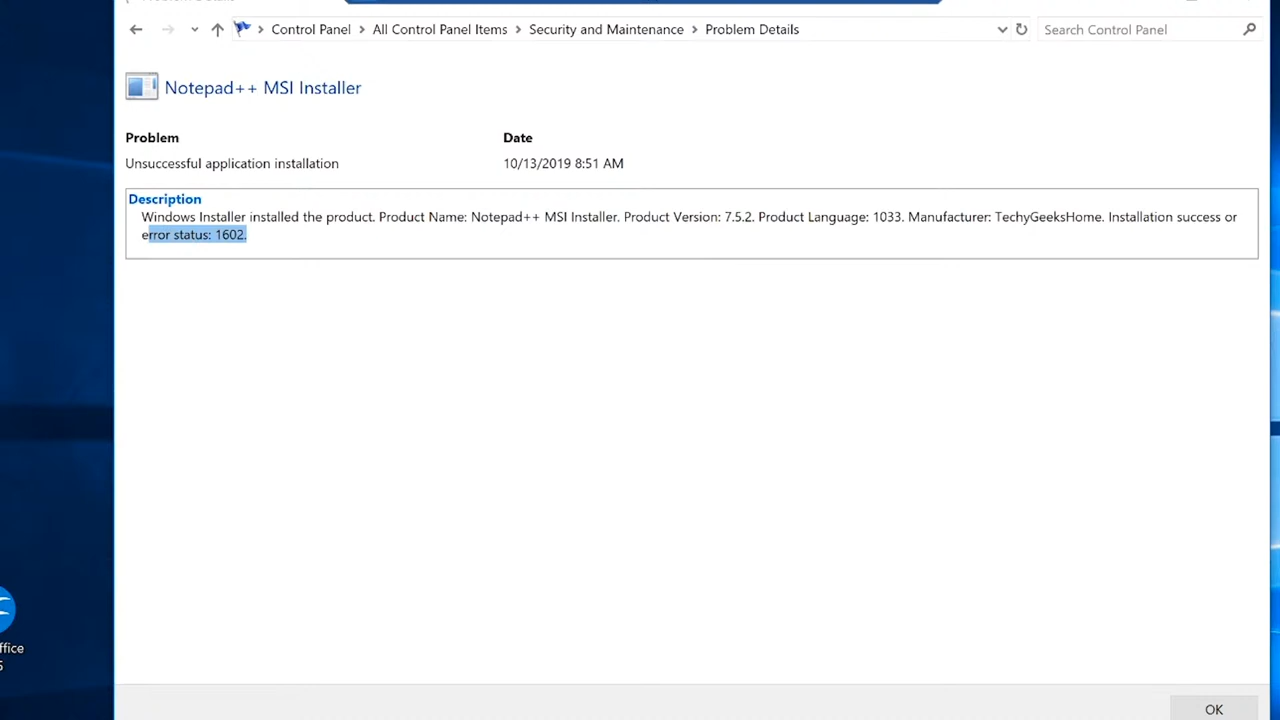 Control Panel > All Control Panel Items > Security and Maintenance > Problem Details
Search Control Panel
Notepad++ MSI Installer
Problem
Date
Unsuccessful application installation
10/13/2019 8:51 AM
Description
Windows Installer installed the product. Product Name: Notepad++ MSI Installer. Product Version: 7.5.2. Product Language: 1033. Manufacturer: TechyGeeksHome. Installation success or
error status: 1602.
ffice
5
OK